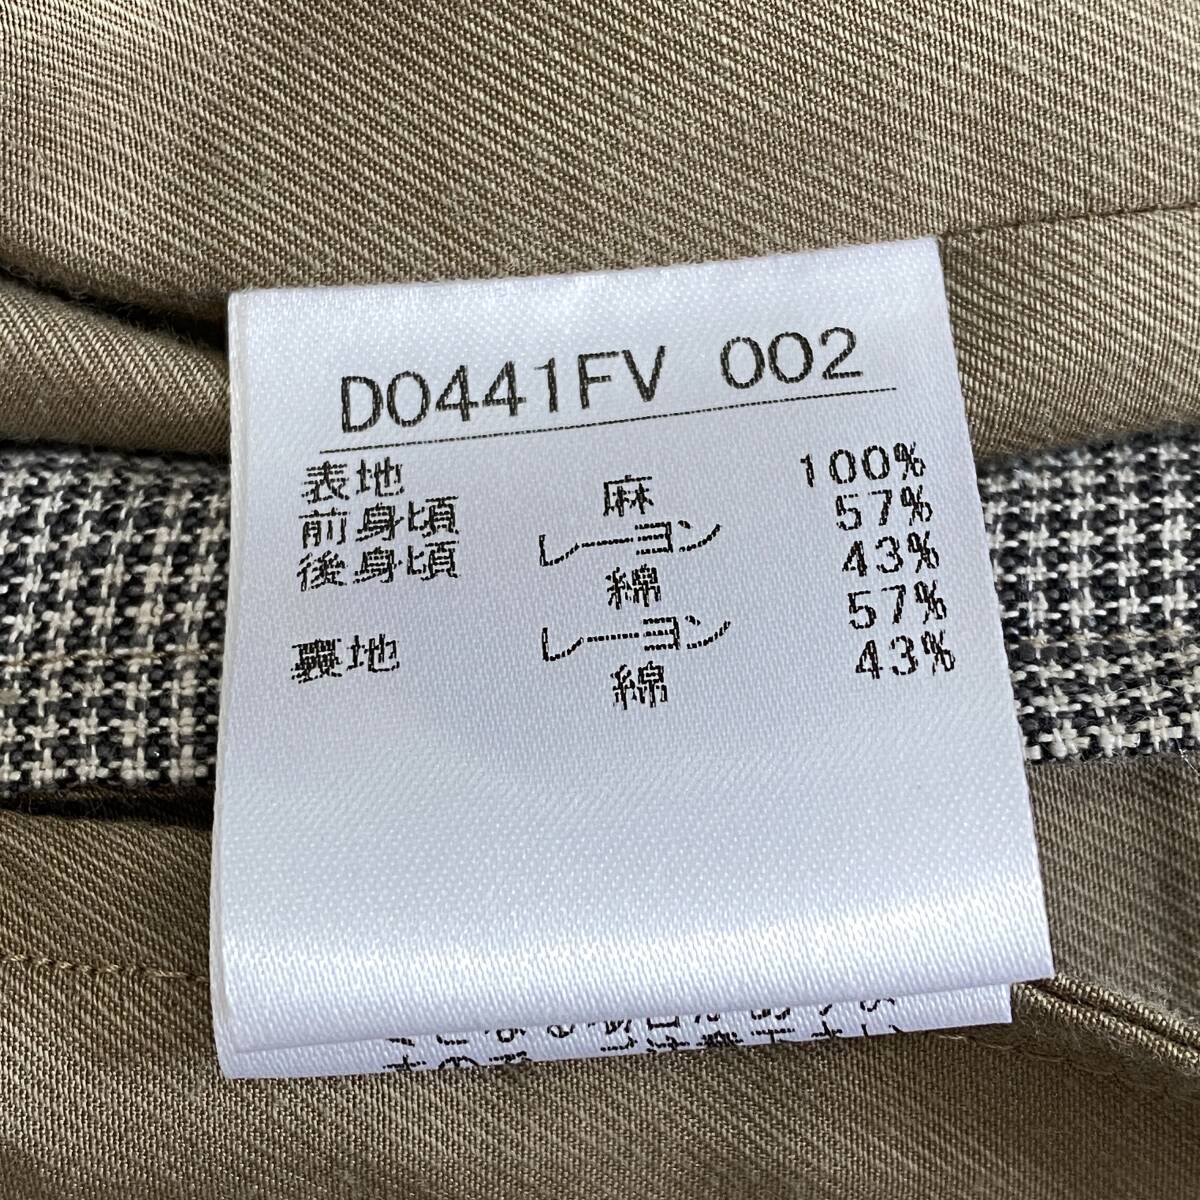 D0441FV 002
表地
前身頃 麻 100%
後身頃 レーヨン 57%
綿 43%
裏地 レーヨン 57%
綿 43%